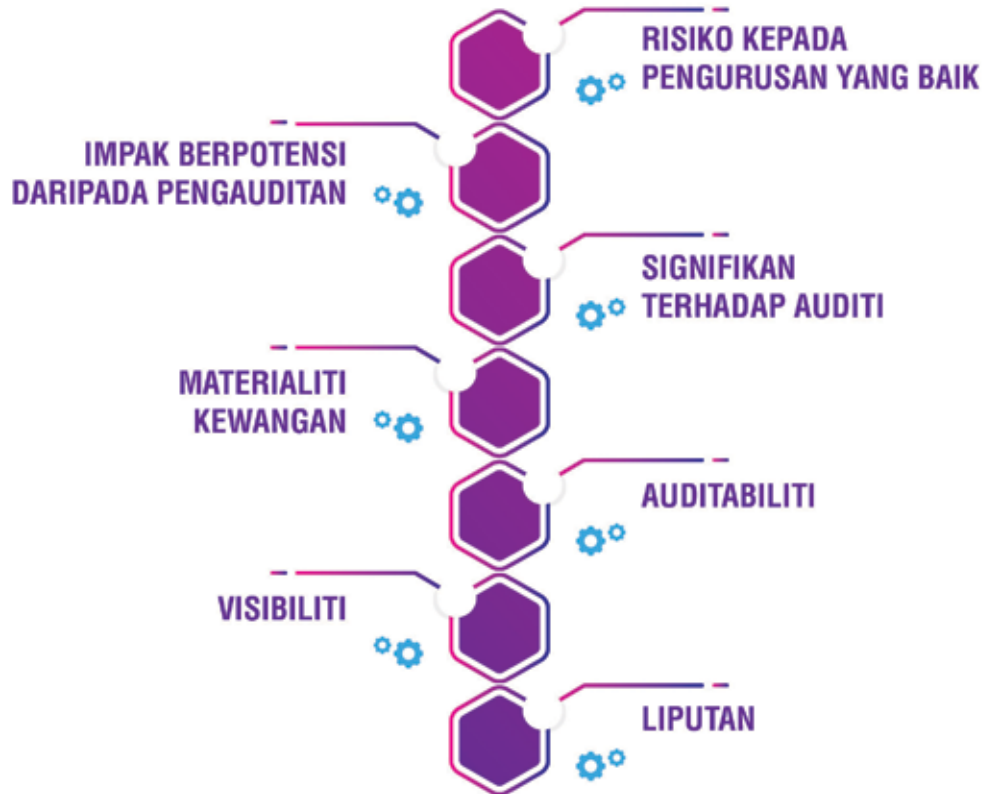 RISIKO KEPADA
PENGURUSAN YANG BAIK
IMPAK BERPOTENSI
DARIPADA PENGAUDITAN
SIGNIFIKAN
TERHADAP AUDITI
MATERIALITI
KEWANGAN
AUDITABILITI
VISIBILITI
LIPUTAN